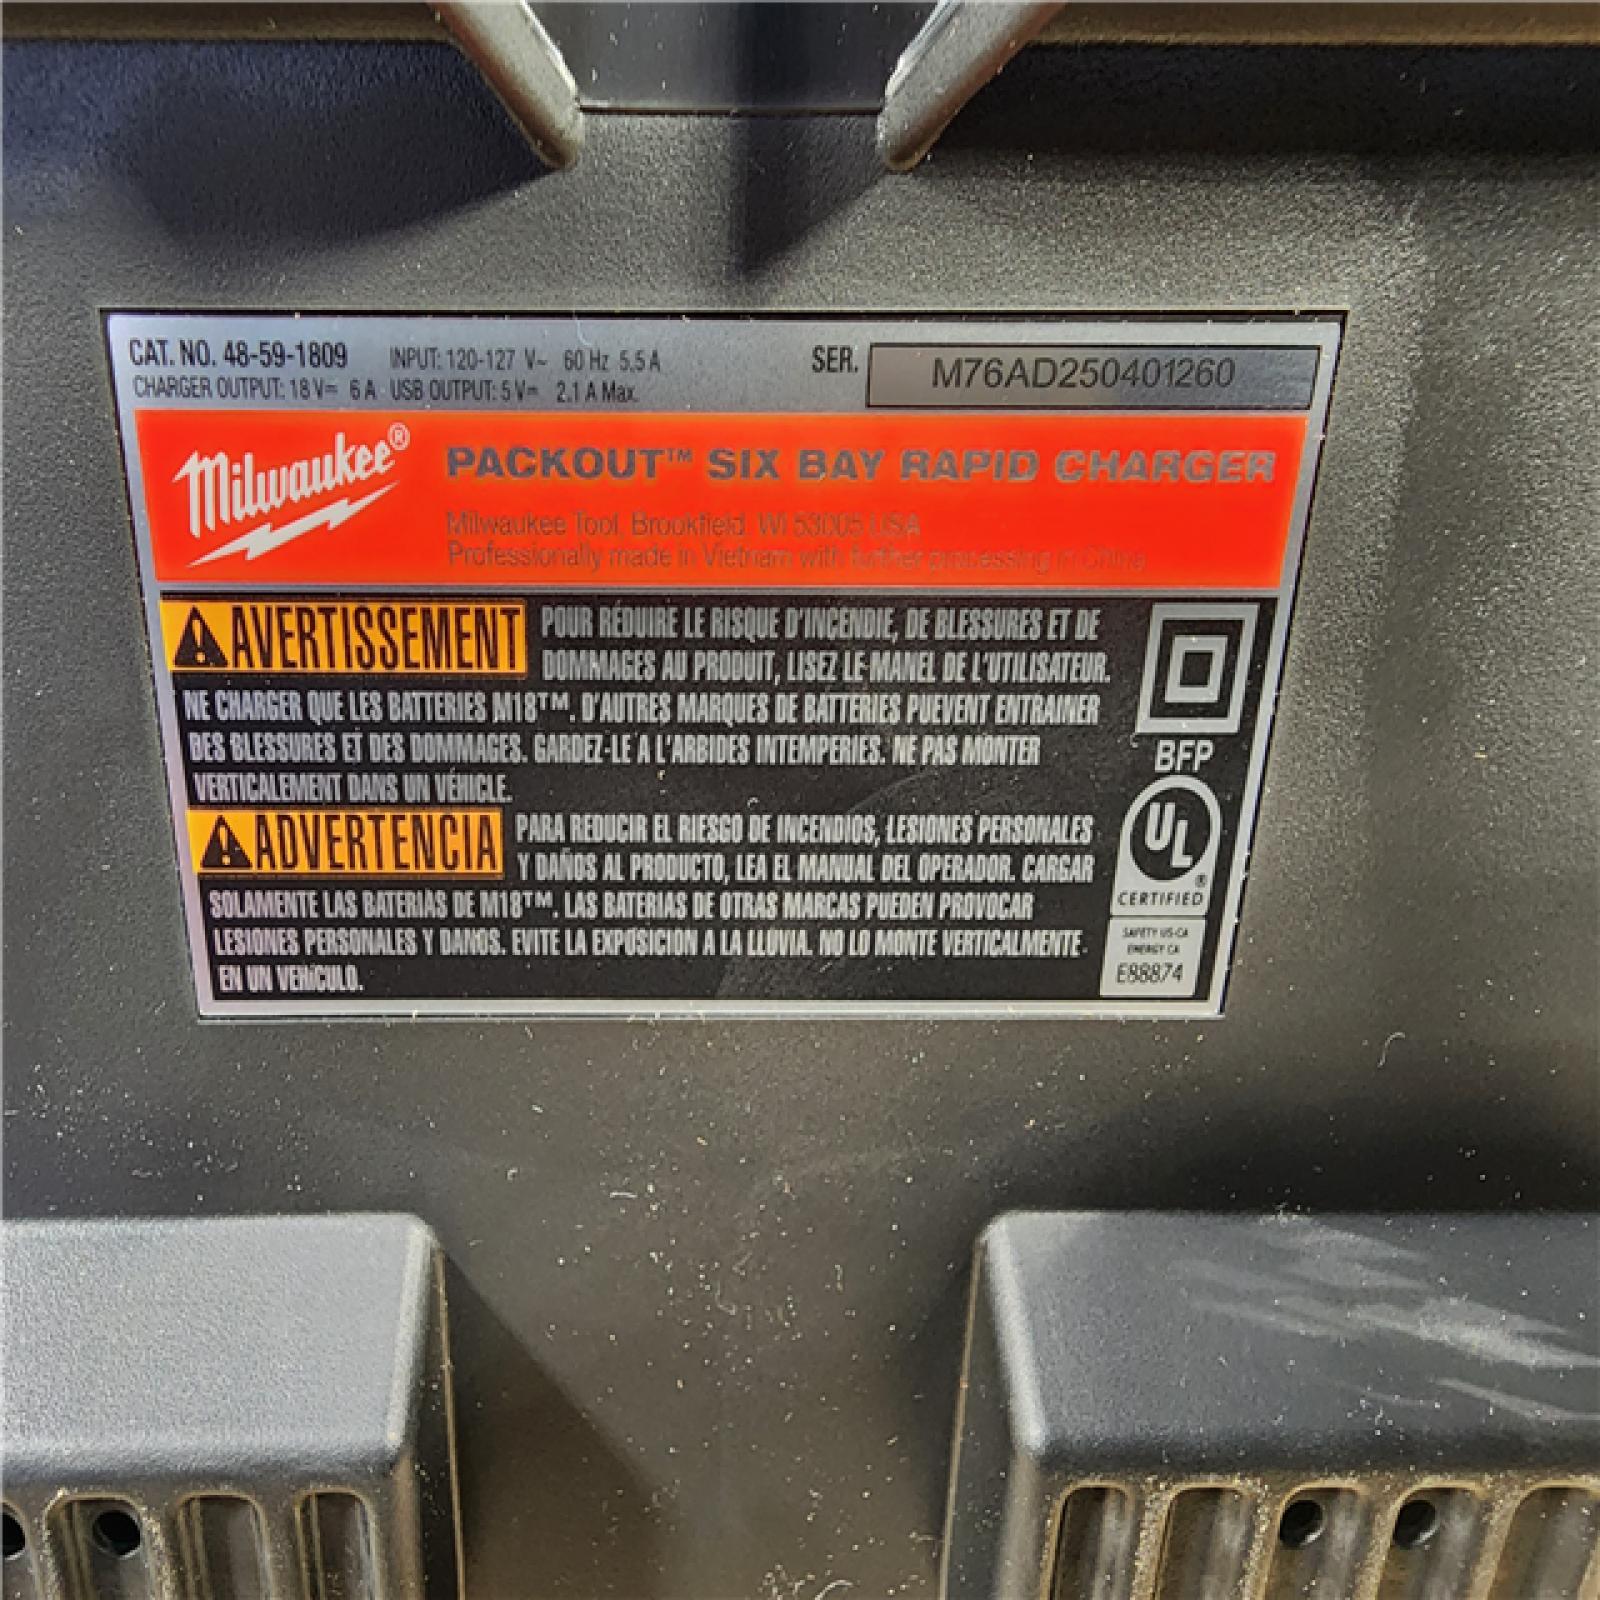 CAT. NO. 48-59-1809 INPUT: 120-127 V~ 60 Hz 5.5 A SER. M76AD250401260
CHARGER OUTPUT: 18 V⎓ 6 A USB OUTPUT: 5 V⎓ 2.1 A Max.
Milwaukee® PACKOUT™ SIX BAY RAPID CHARGER
Milwaukee Tool, Brookfield, WI 53005 USA
Professionally made in Vietnam with further processing in China
⚠AVERTISSEMENT POUR RÉDUIRE LE RISQUE D'INCENDIE, DE BLESSURES ET DE
DOMMAGES AU PRODUIT, LISEZ LE MANEL DE L'UTILISATEUR.
NE CHARGER QUE LES BATTERIES M18™. D'AUTRES MARQUES DE BATTERIES PUEVENT ENTRAINER
DES BLESSURES ET DES DOMMAGES. GARDEZ-LE A L'ARBIDES INTEMPERIES. NE PAS MONTER
VERTICALEMENT DANS UN VÉHICLE.
⚠ADVERTENCIA PARA REDUCIR EL RIESGO DE INCENDIOS, LESIONES PERSONALES
Y DAÑOS AL PRODUCTO, LEA EL MANUAL DEL OPERADOR. CARGAR
SOLAMENTE LAS BATERIAS DE M18™. LAS BATERIAS DE OTRAS MARCAS PUEDEN PROVOCAR
LESIONES PERSONALES Y DANOS. EVITE LA EXPOSICION A LA LLUVIA. NO LO MONTE VERTICALMENTE
EN UN VEHÍCULO.
BFP
UL®
CERTIFIED
SAFETY US-CA
ENERGY CA
E88874